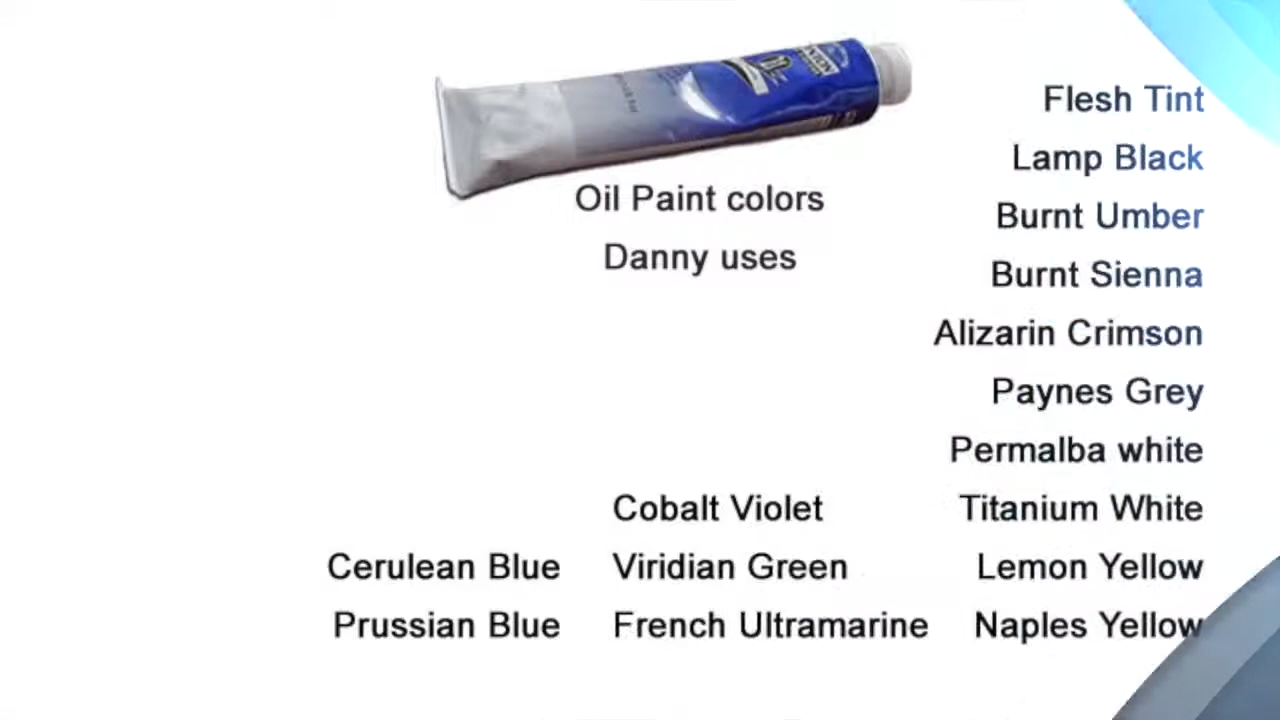 Oil Paint colors
Danny uses
Flesh Tint
Lamp Black
Burnt Umber
Burnt Sienna
Alizarin Crimson
Paynes Grey
Permalba white
Cobalt Violet Titanium White
Cerulean Blue Viridian Green Lemon Yellow
Prussian Blue French Ultramarine Naples Yellow